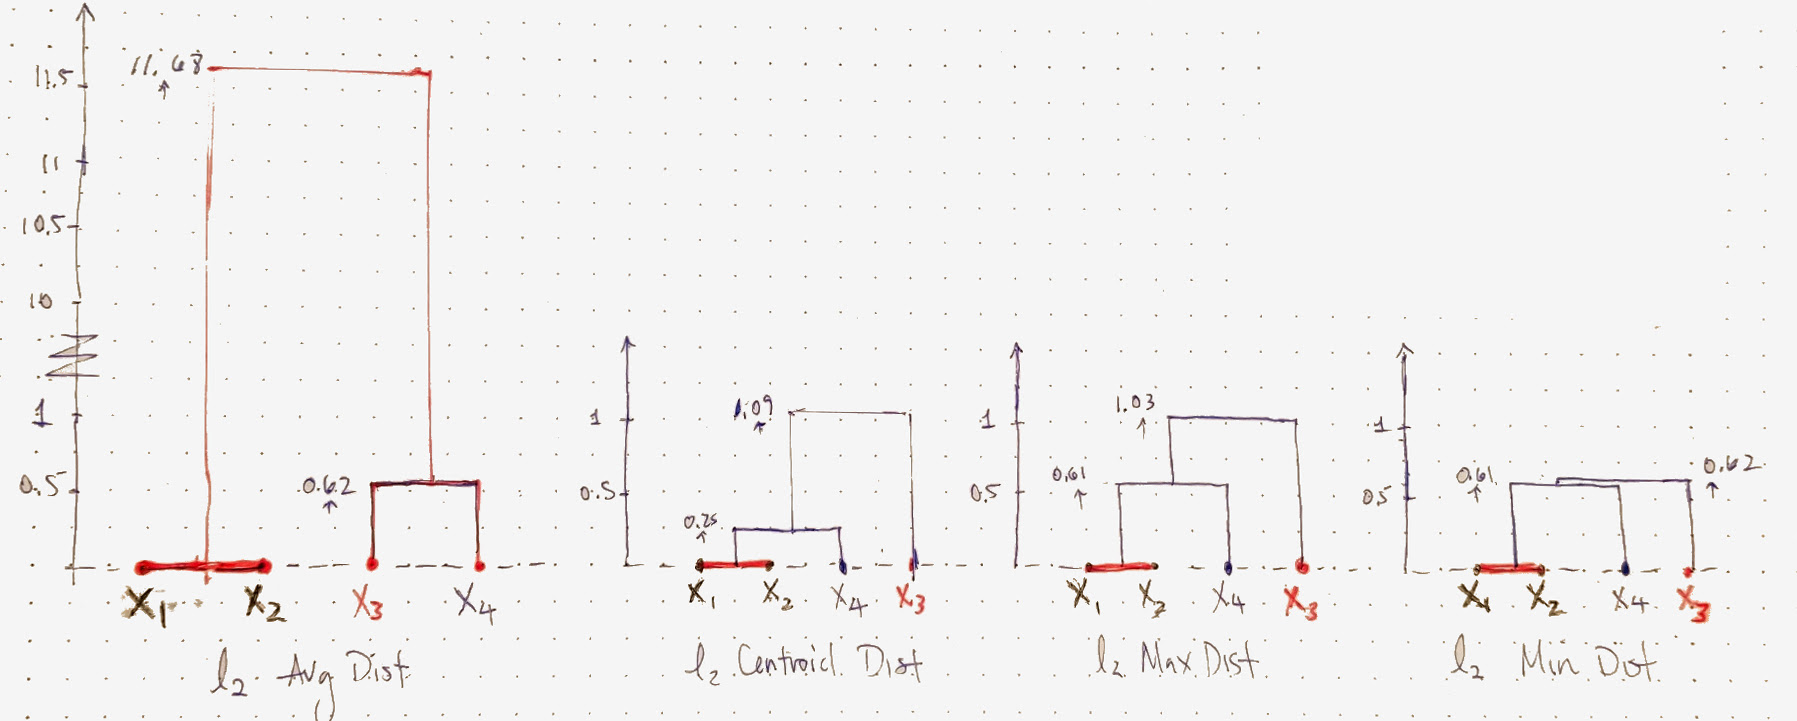 11.68
11.5
11
10.5
10
1
0.5
0.62
X1 X2 X3 X4
l2 Avg Dist
1
0.5
1.09
0.25
X1 X2 X4 X3
l2 Centroid Dist
1
0.5
1.03
0.61
X1 X2 X4 X3
l2 Max Dist
1
0.5
0.61
0.62
X1 X2 X4 X3
l2 Min Dist